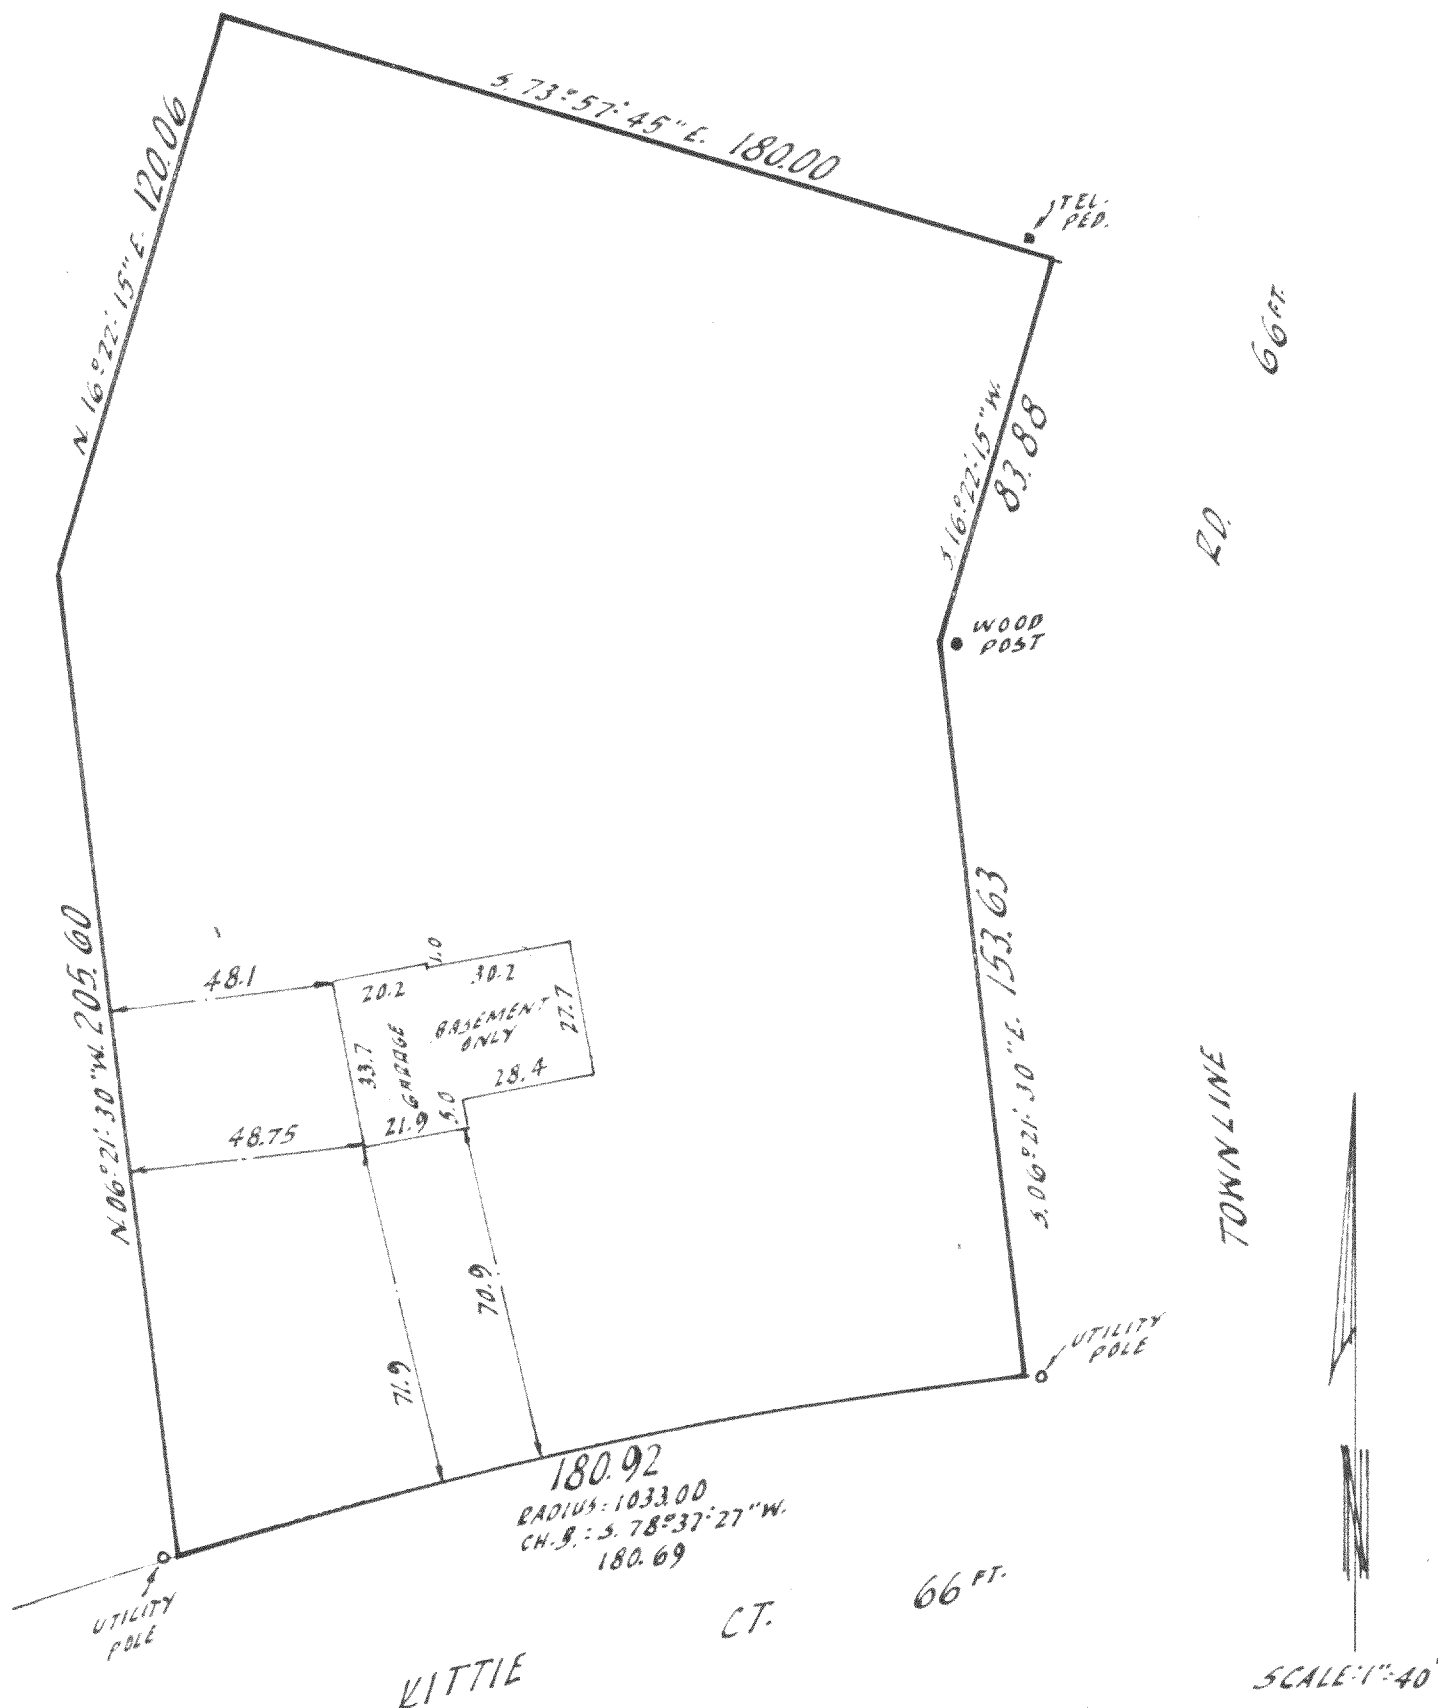 S. 73°57'45" E. 180.00
N. 16°22'15" E. 120.06
TEL.
PED.
66 FT.
S. 16°22'15" W.
83.88
RD.
WOOD
POST
N. 06°21'30" W. 205.60
S. 06°21'30" E. 153.63
48.1
20.2
1.0
30.2
27.7
BASEMENT
ONLY
GARAGE
33.7
28.4
5.0
21.9
48.75
TOWNLINE
70.9
71.9
UTILITY
POLE
180.92
RADIUS: 1033.00
CH.B.: S. 78°37'27" W.
180.69
UTILITY
POLE
KITTIE
CT.
66 FT.
N
SCALE: 1"=40'